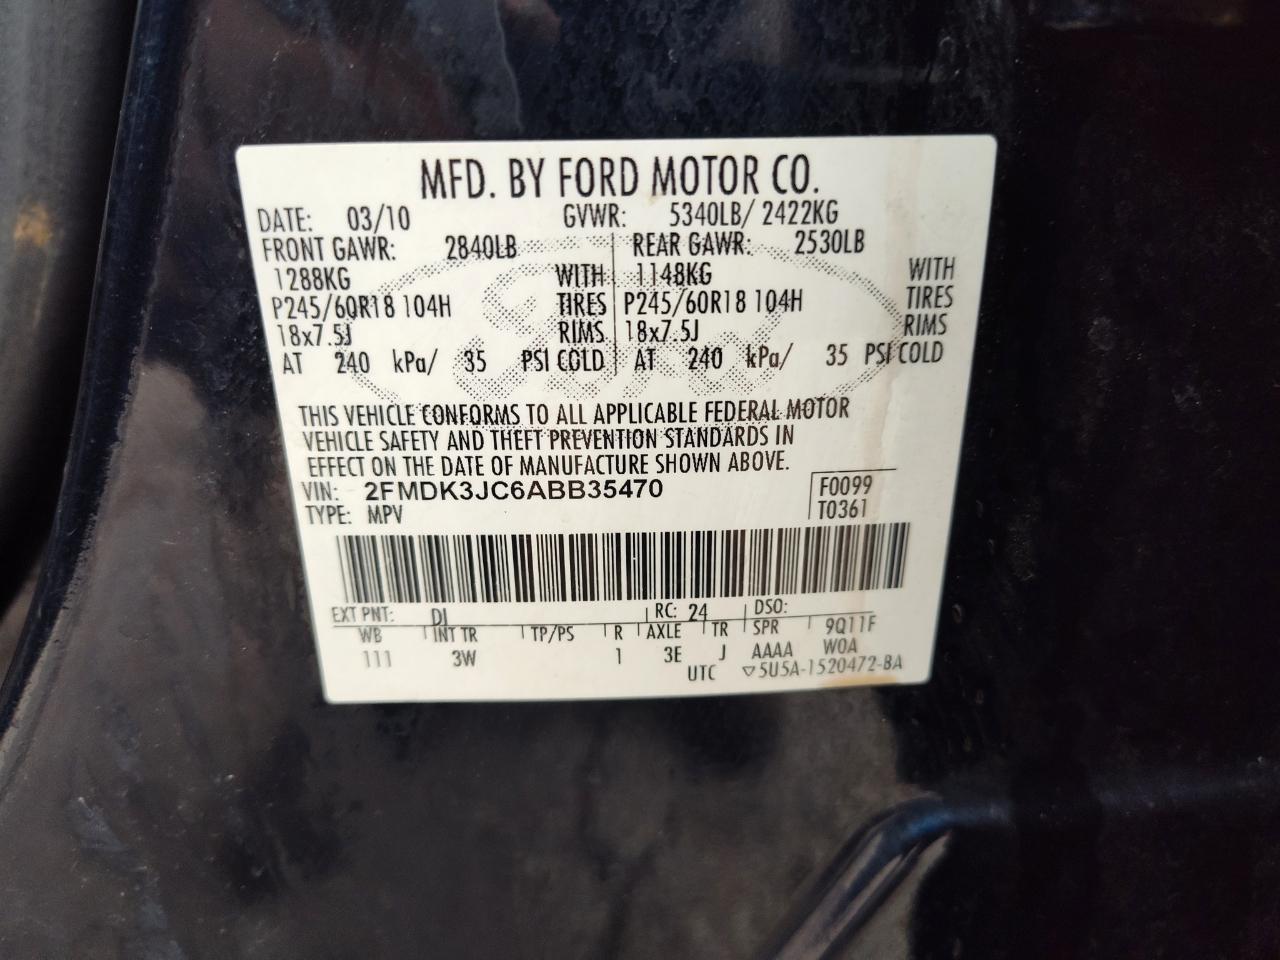 MFD. BY FORD MOTOR CO.
DATE: 03/10 GVWR: 5340LB/ 2422KG
FRONT GAWR: 2840LB REAR GAWR: 2530LB
1288KG WITH 1148KG WITH
P245/60R18 104H TIRES P245/60R18 104H TIRES
18x7.5J RIMS 18x7.5J RIMS
AT 240 kPa/ 35 PSI COLD AT 240 kPa/ 35 PSI COLD
THIS VEHICLE CONFORMS TO ALL APPLICABLE FEDERAL MOTOR
VEHICLE SAFETY AND THEFT PREVENTION STANDARDS IN
EFFECT ON THE DATE OF MANUFACTURE SHOWN ABOVE.
VIN: 2FMDK3JC6ABB35470 F0099
TYPE: MPV T0361
EXT PNT: DI RC: 24 DSO:
WB INT TR TP/PS R AXLE TR SPR 9Q11F
111 3W 1 3E J AAAA WOA
UTC ▽5U5A-1520472-BA